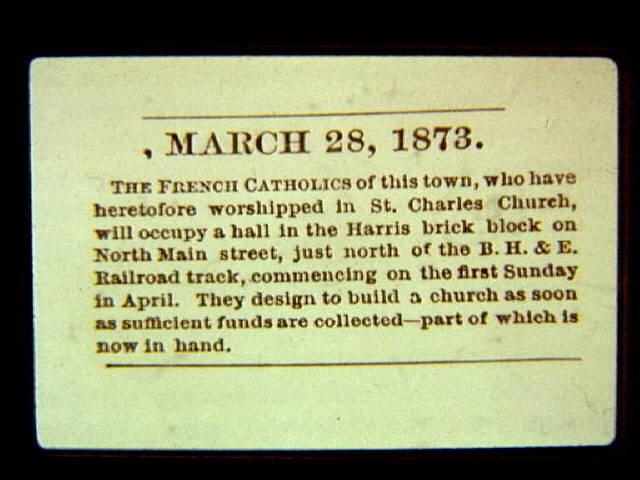 , MARCH 28, 1873.
THE FRENCH CATHOLICS of this town, who have
heretofore worshipped in St. Charles Church,
will occupy a hall in the Harris brick block on
North Main street, just north of the B. H. & E.
Railroad track, commencing on the first Sunday
in April. They design to build a church as soon
as sufficient funds are collected—part of which is
now in hand.